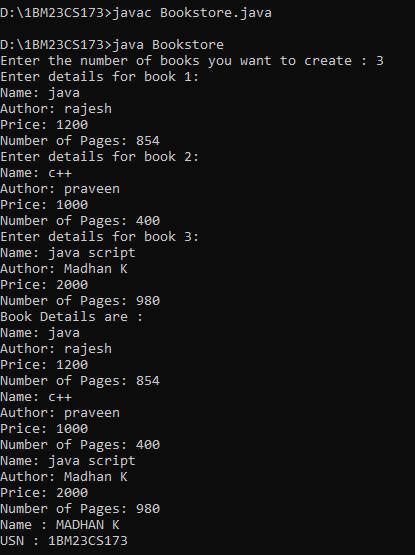 D:\1BM23CS173>javac Bookstore.java
D:\1BM23CS173>java Bookstore
Enter the number of books you want to create : 3
Enter details for book 1:
Name: java
Author: rajesh
Price: 1200
Number of Pages: 854
Enter details for book 2:
Name: c++
Author: praveen
Price: 1000
Number of Pages: 400
Enter details for book 3:
Name: java script
Author: Madhan K
Price: 2000
Number of Pages: 980
Book Details are :
Name: java
Author: rajesh
Price: 1200
Number of Pages: 854
Name: c++
Author: praveen
Price: 1000
Number of Pages: 400
Name: java script
Author: Madhan K
Price: 2000
Number of Pages: 980
Name : MADHAN K
USN : 1BM23CS173